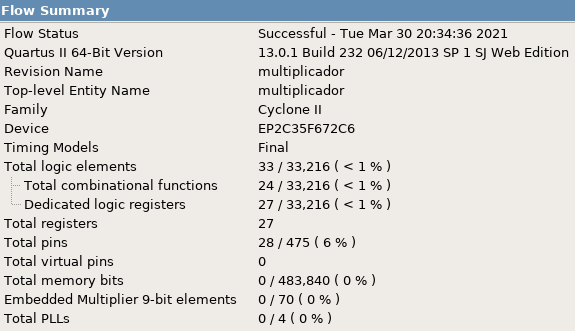 Flow Summary
Flow Status Successful - Tue Mar 30 20:34:36 2021
Quartus II 64-Bit Version 13.0.1 Build 232 06/12/2013 SP 1 SJ Web Edition
Revision Name multiplicador
Top-level Entity Name multiplicador
Family Cyclone II
Device EP2C35F672C6
Timing Models Final
Total logic elements 33 / 33,216 ( < 1 % )
Total combinational functions 24 / 33,216 ( < 1 % )
Dedicated logic registers 27 / 33,216 ( < 1 % )
Total registers 27
Total pins 28 / 475 ( 6 % )
Total virtual pins 0
Total memory bits 0 / 483,840 ( 0 % )
Embedded Multiplier 9-bit elements 0 / 70 ( 0 % )
Total PLLs 0 / 4 ( 0 % )